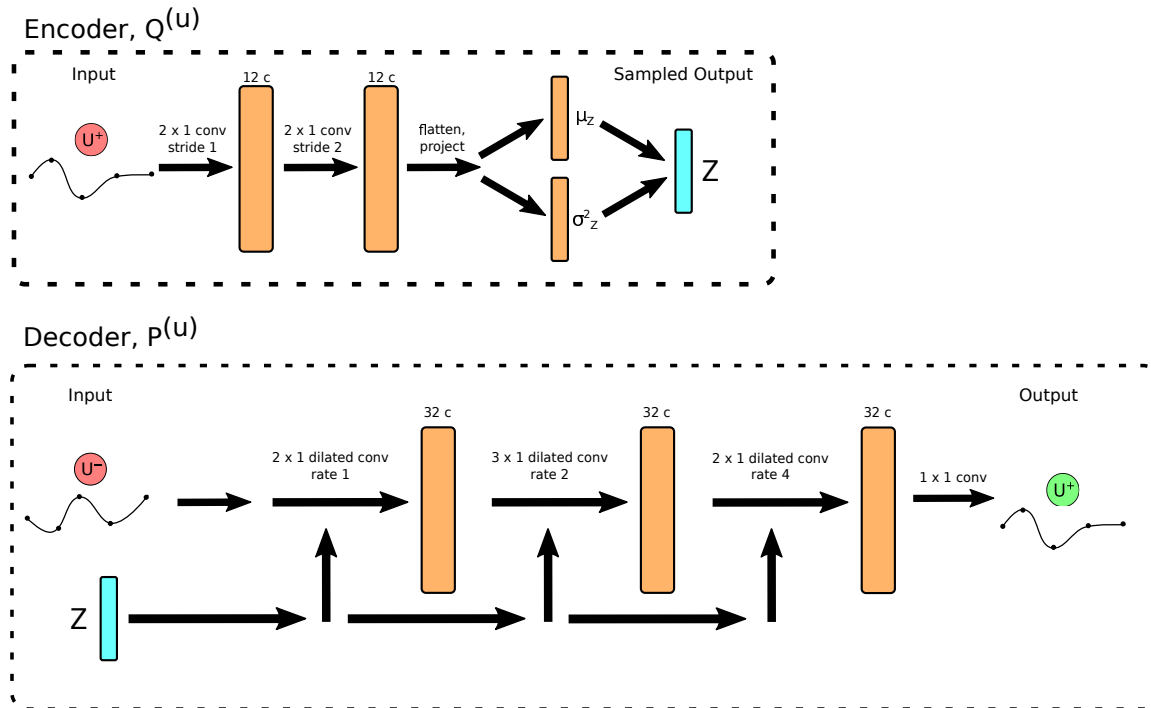 Encoder, Q(u)
Input
12 c
12 c
Sampled Output
U+
2 x 1 conv
stride 1
2 x 1 conv
stride 2
flatten,
project
μZ
σ2Z
Z
Decoder, P(u)
Input
Output
32 c
32 c
32 c
U−
2 x 1 dilated conv
rate 1
3 x 1 dilated conv
rate 2
2 x 1 dilated conv
rate 4
1 x 1 conv
U+
Z